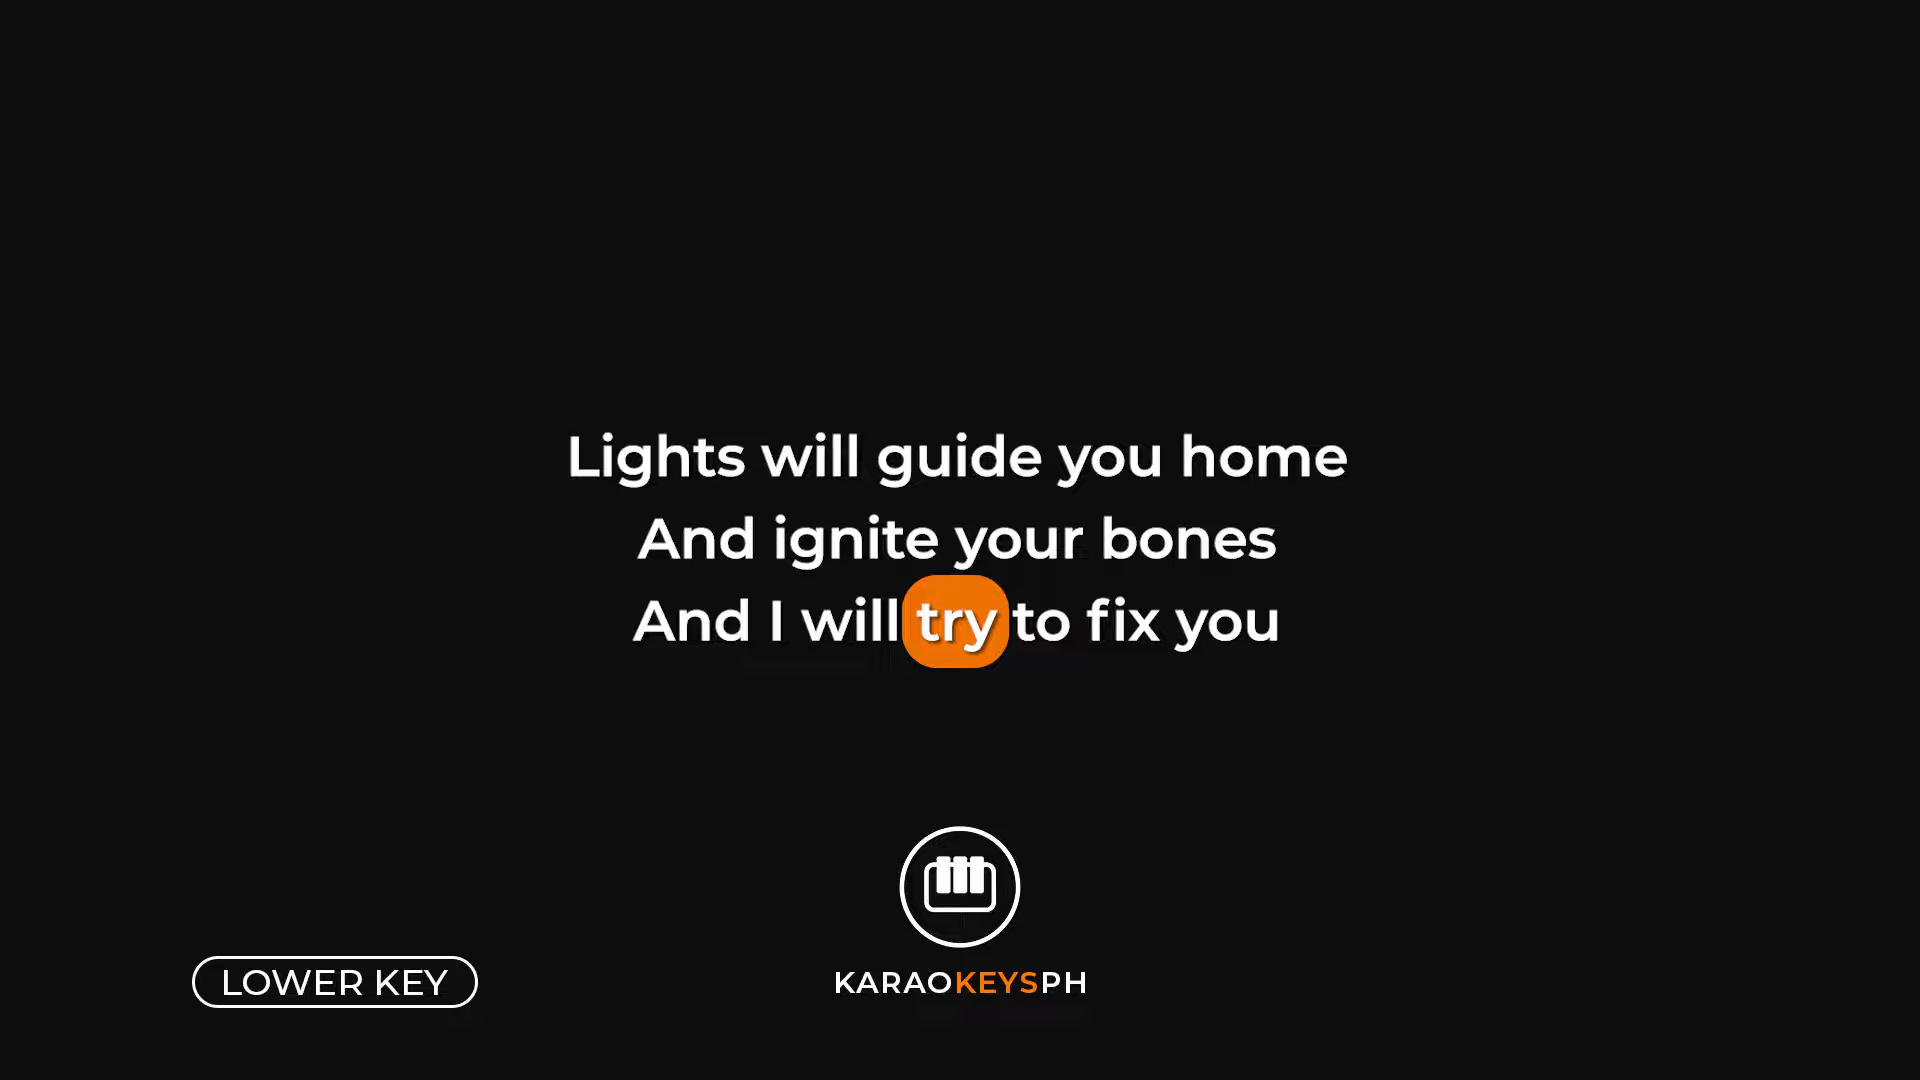 Lights will guide you home
And ignite your bones
And I will try to fix you
LOWER KEY
KARAOKEYSPH